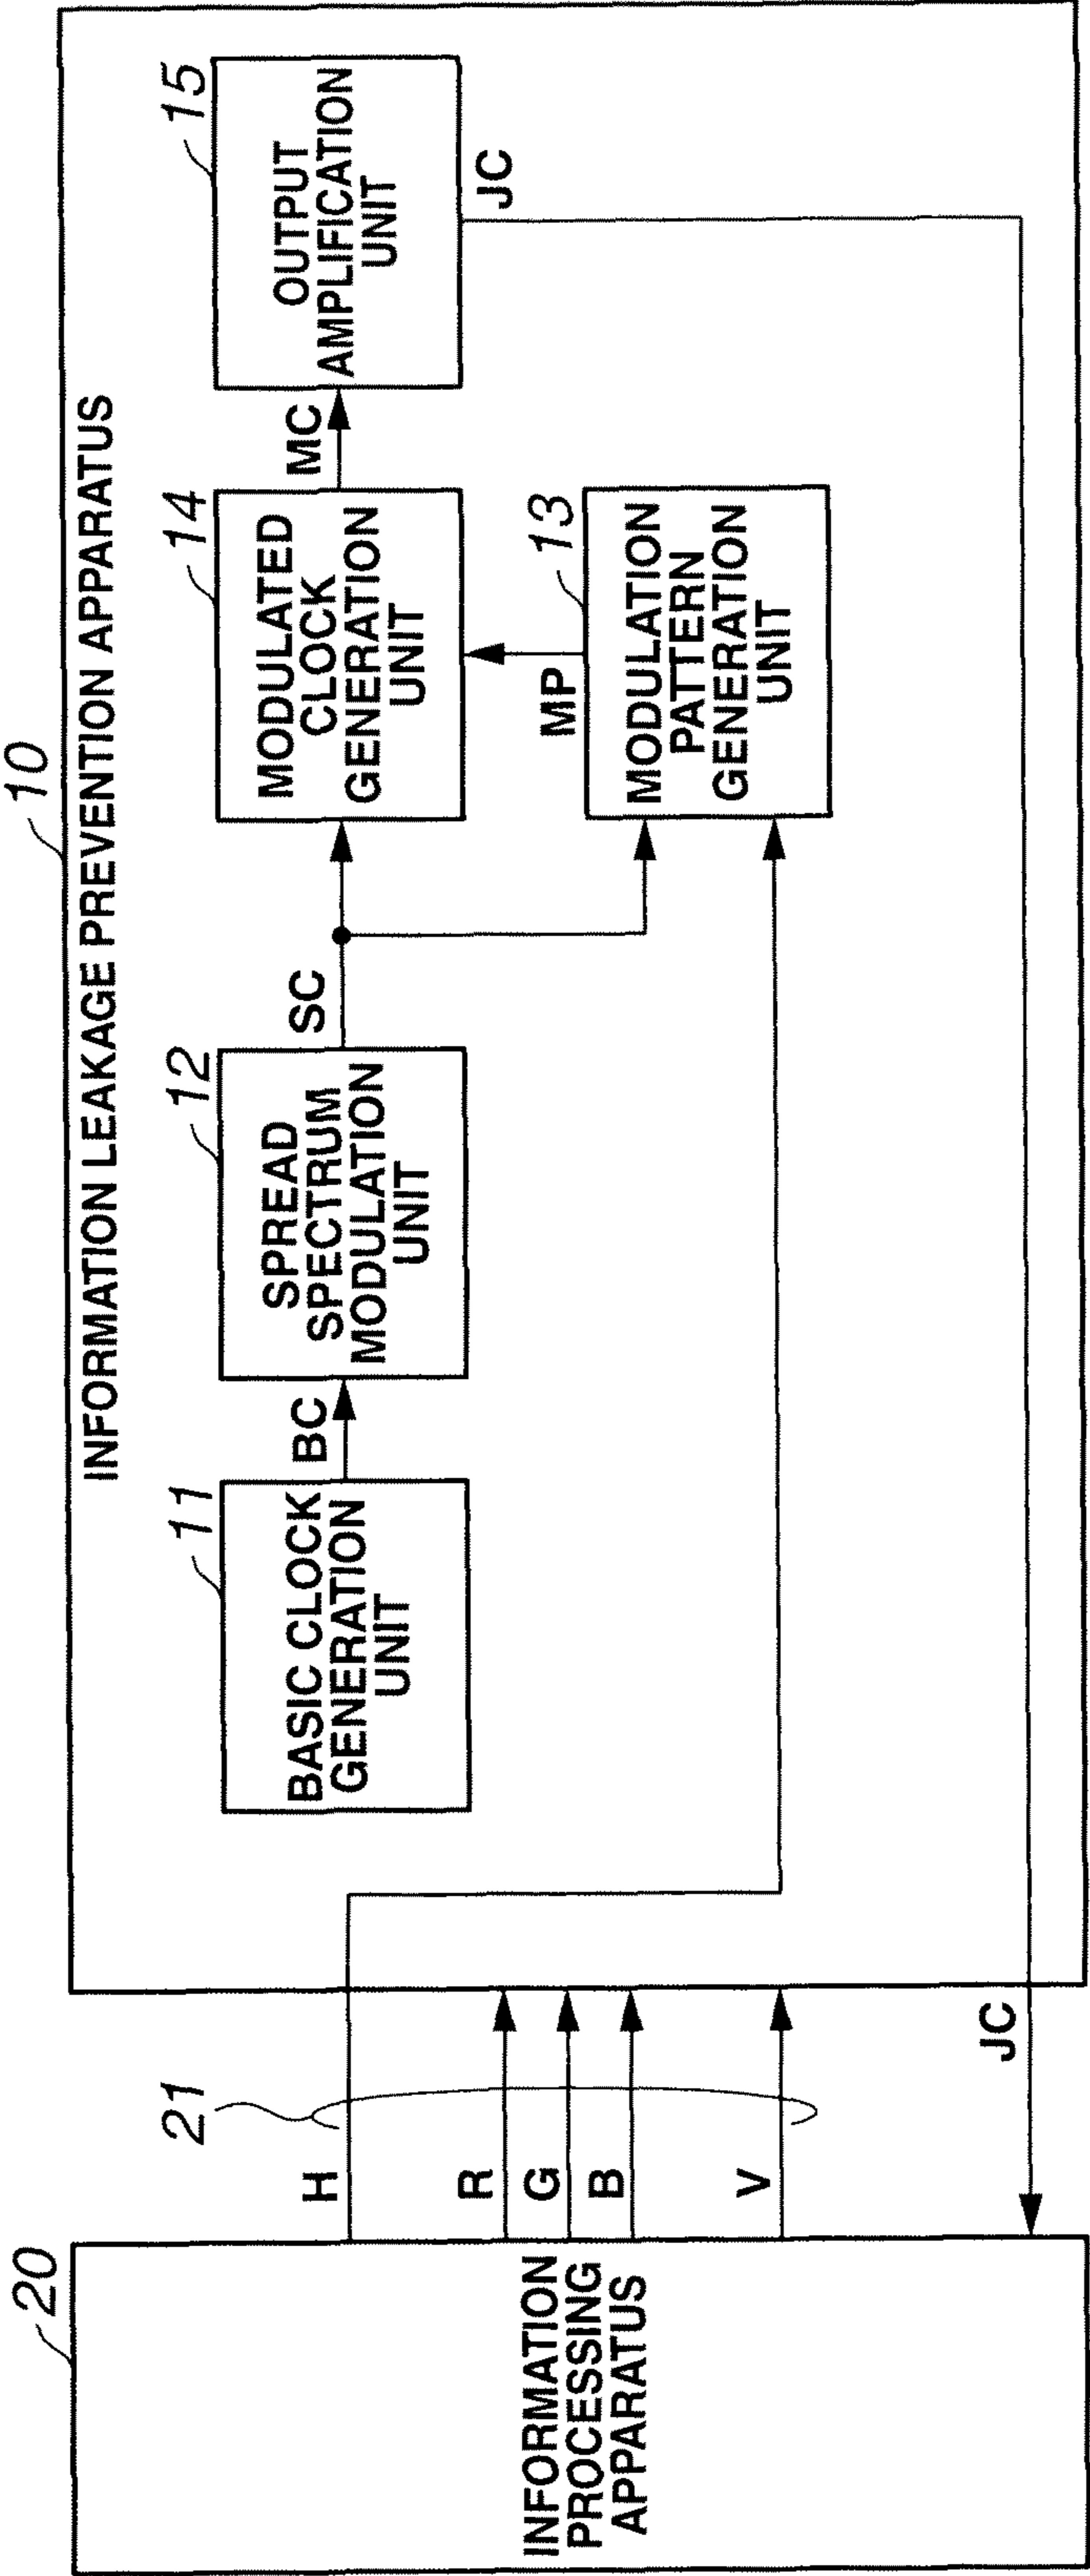 10
INFORMATION LEAKAGE PREVENTION APPARATUS
20
INFORMATION
PROCESSING
APPARATUS
21
H
R
G
B
V
JC
11
BASIC CLOCK
GENERATION
UNIT
BC
12
SPREAD
SPECTRUM
MODULATION
UNIT
SC
14
MODULATED
CLOCK
GENERATION
UNIT
MC
15
OUTPUT
AMPLIFICATION
UNIT
JC
MP
13
MODULATION
PATTERN
GENERATION
UNIT